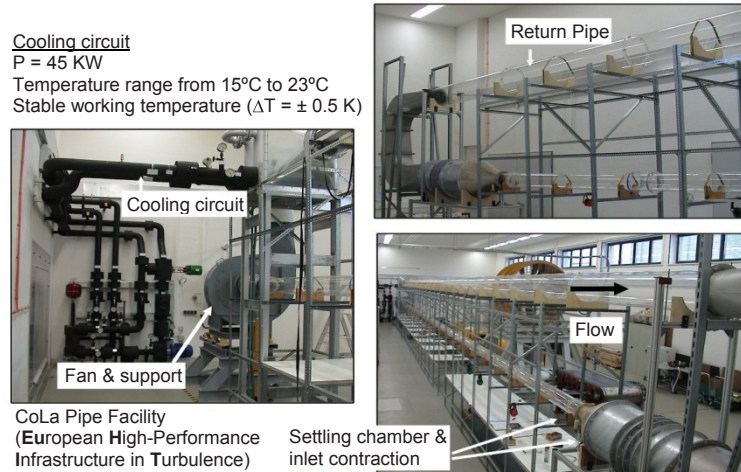 Cooling circuit
P = 45 KW
Temperature range from 15ºC to 23ºC
Stable working temperature (ΔT = ± 0.5 K)
Return Pipe
Cooling circuit
Fan & support
Flow
CoLa Pipe Facility
(European High-Performance
Infrastructure in Turbulence)
Settling chamber &
inlet contraction